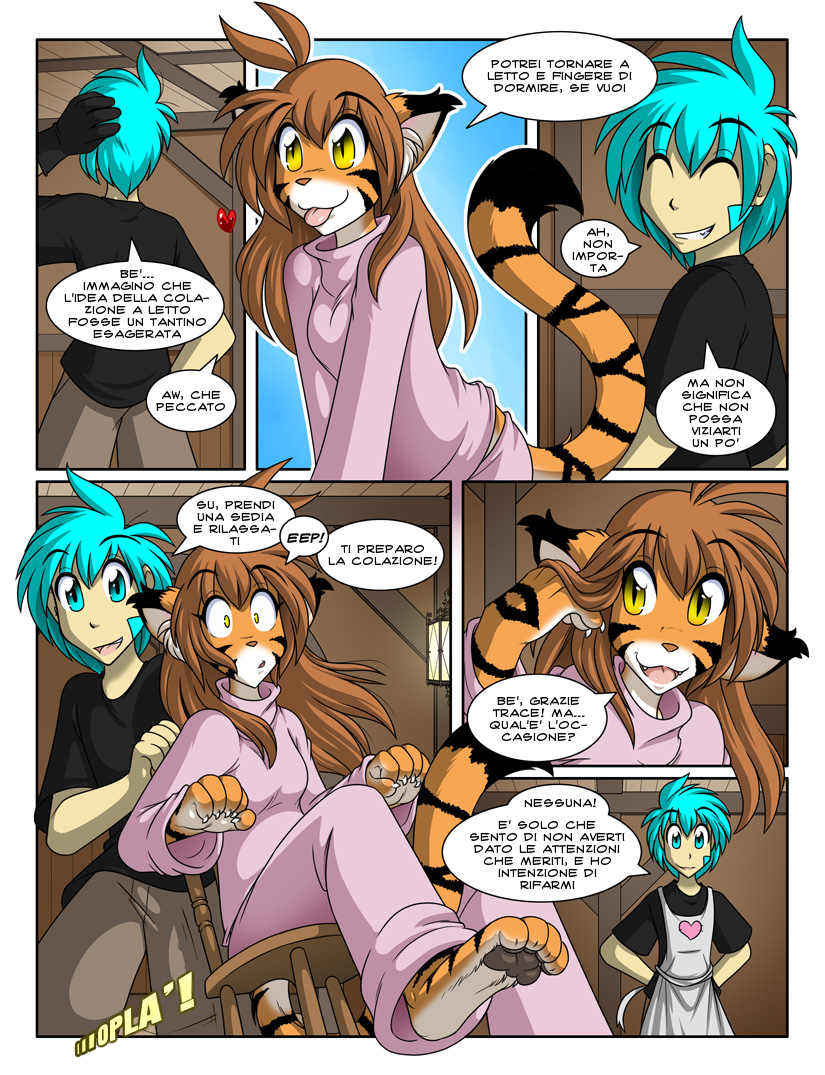 BE'...
IMMAGINO CHE
L'IDEA DELLA COLA-
ZIONE A LETTO
FOSSE UN TANTINO
ESAGERATA
AW, CHE
PECCATO
POTREI TORNARE A
LETTO E FINGERE DI
DORMIRE, SE VUOI
AH,
NON
IMPOR-
TA
MA NON
SIGNIFICA
CHE NON
POSSA
VIZIARTI
UN PO'
SU, PRENDI
UNA SEDIA
E RILASSA-
TI
EEP!
TI PREPARO
LA COLAZIONE!
IIIOPLA'!
BE', GRAZIE
TRACE! MA...
QUAL'E' L'OC-
CASIONE?
NESSUNA!
E' SOLO CHE
SENTO DI NON AVERTI
DATO LE ATTENZIONI
CHE MERITI, E HO
INTENZIONE DI
RIFARMI